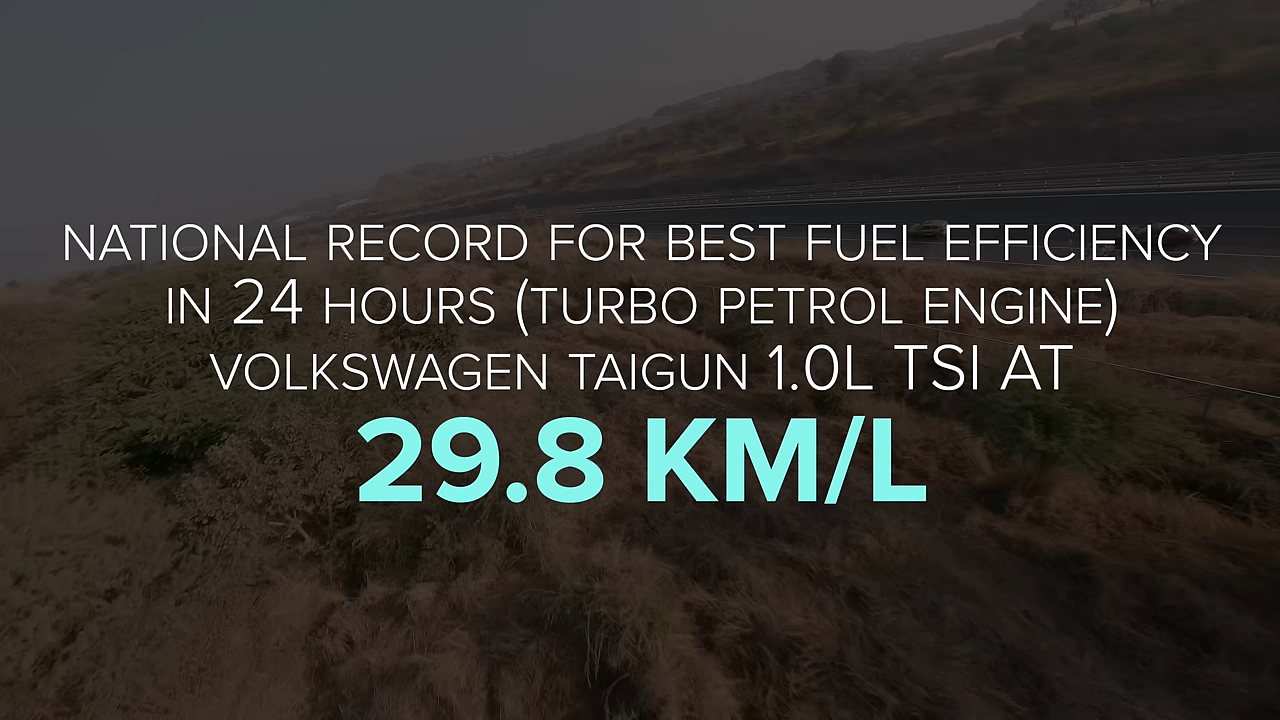 NATIONAL RECORD FOR BEST FUEL EFFICIENCY
IN 24 HOURS (TURBO PETROL ENGINE)
VOLKSWAGEN TAIGUN 1.0L TSI AT
29.8 KM/L